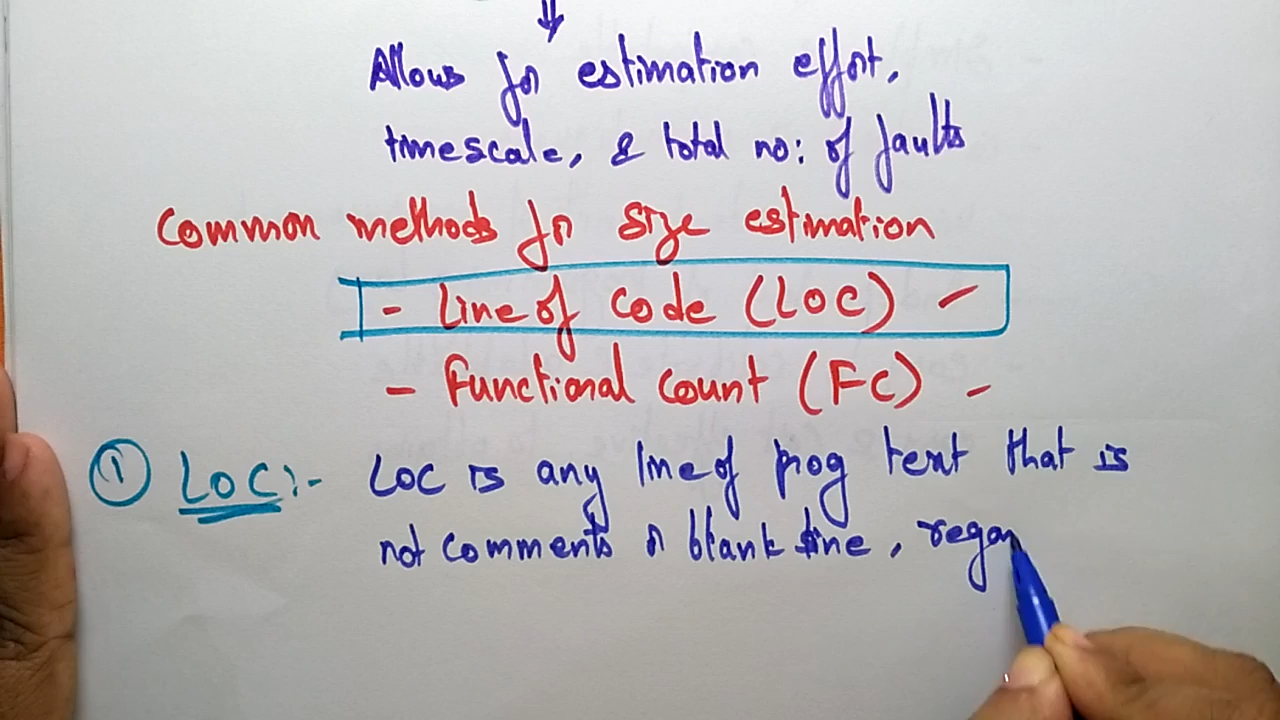 Allows for estimation effort,
timescale, & total no: of faults
Common methods for size estimation
- Line of code (LOC) -
- Functional count (FC) -
① LOC:- LOC is any line of prog text that is
not comments or blank line, regar